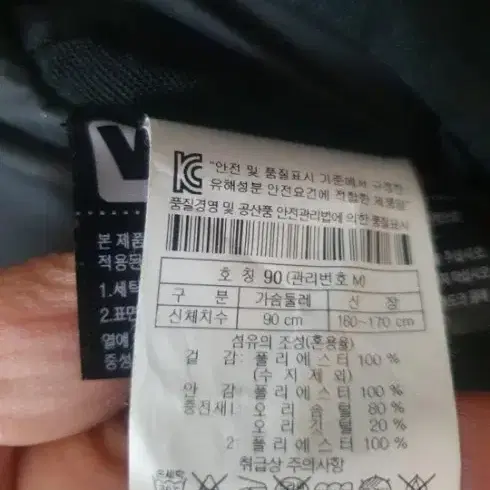 W
KC "안전 및 품질표시 기준에서 규정한
유해성분 안전요건에 적합한 제품임"
품질경영 및 공산품 안전관리법에 의한 품질표시
호 칭 90 (관리번호 M)
구 분 가슴둘레 신 장
신체치수 90 cm 160~170 cm
섬유의 조성(혼용율)
겉 감: 폴리에스터 100 %
(수 지 제 외)
안 감: 폴리에스터 100 %
충전재1: 오 리 솜 털 80 %
오 리 깃 털 20 %
2: 폴리에스터 100 %
취급상 주의사항
본 제품
적용된
1.세탁
2.표면
열에
중성